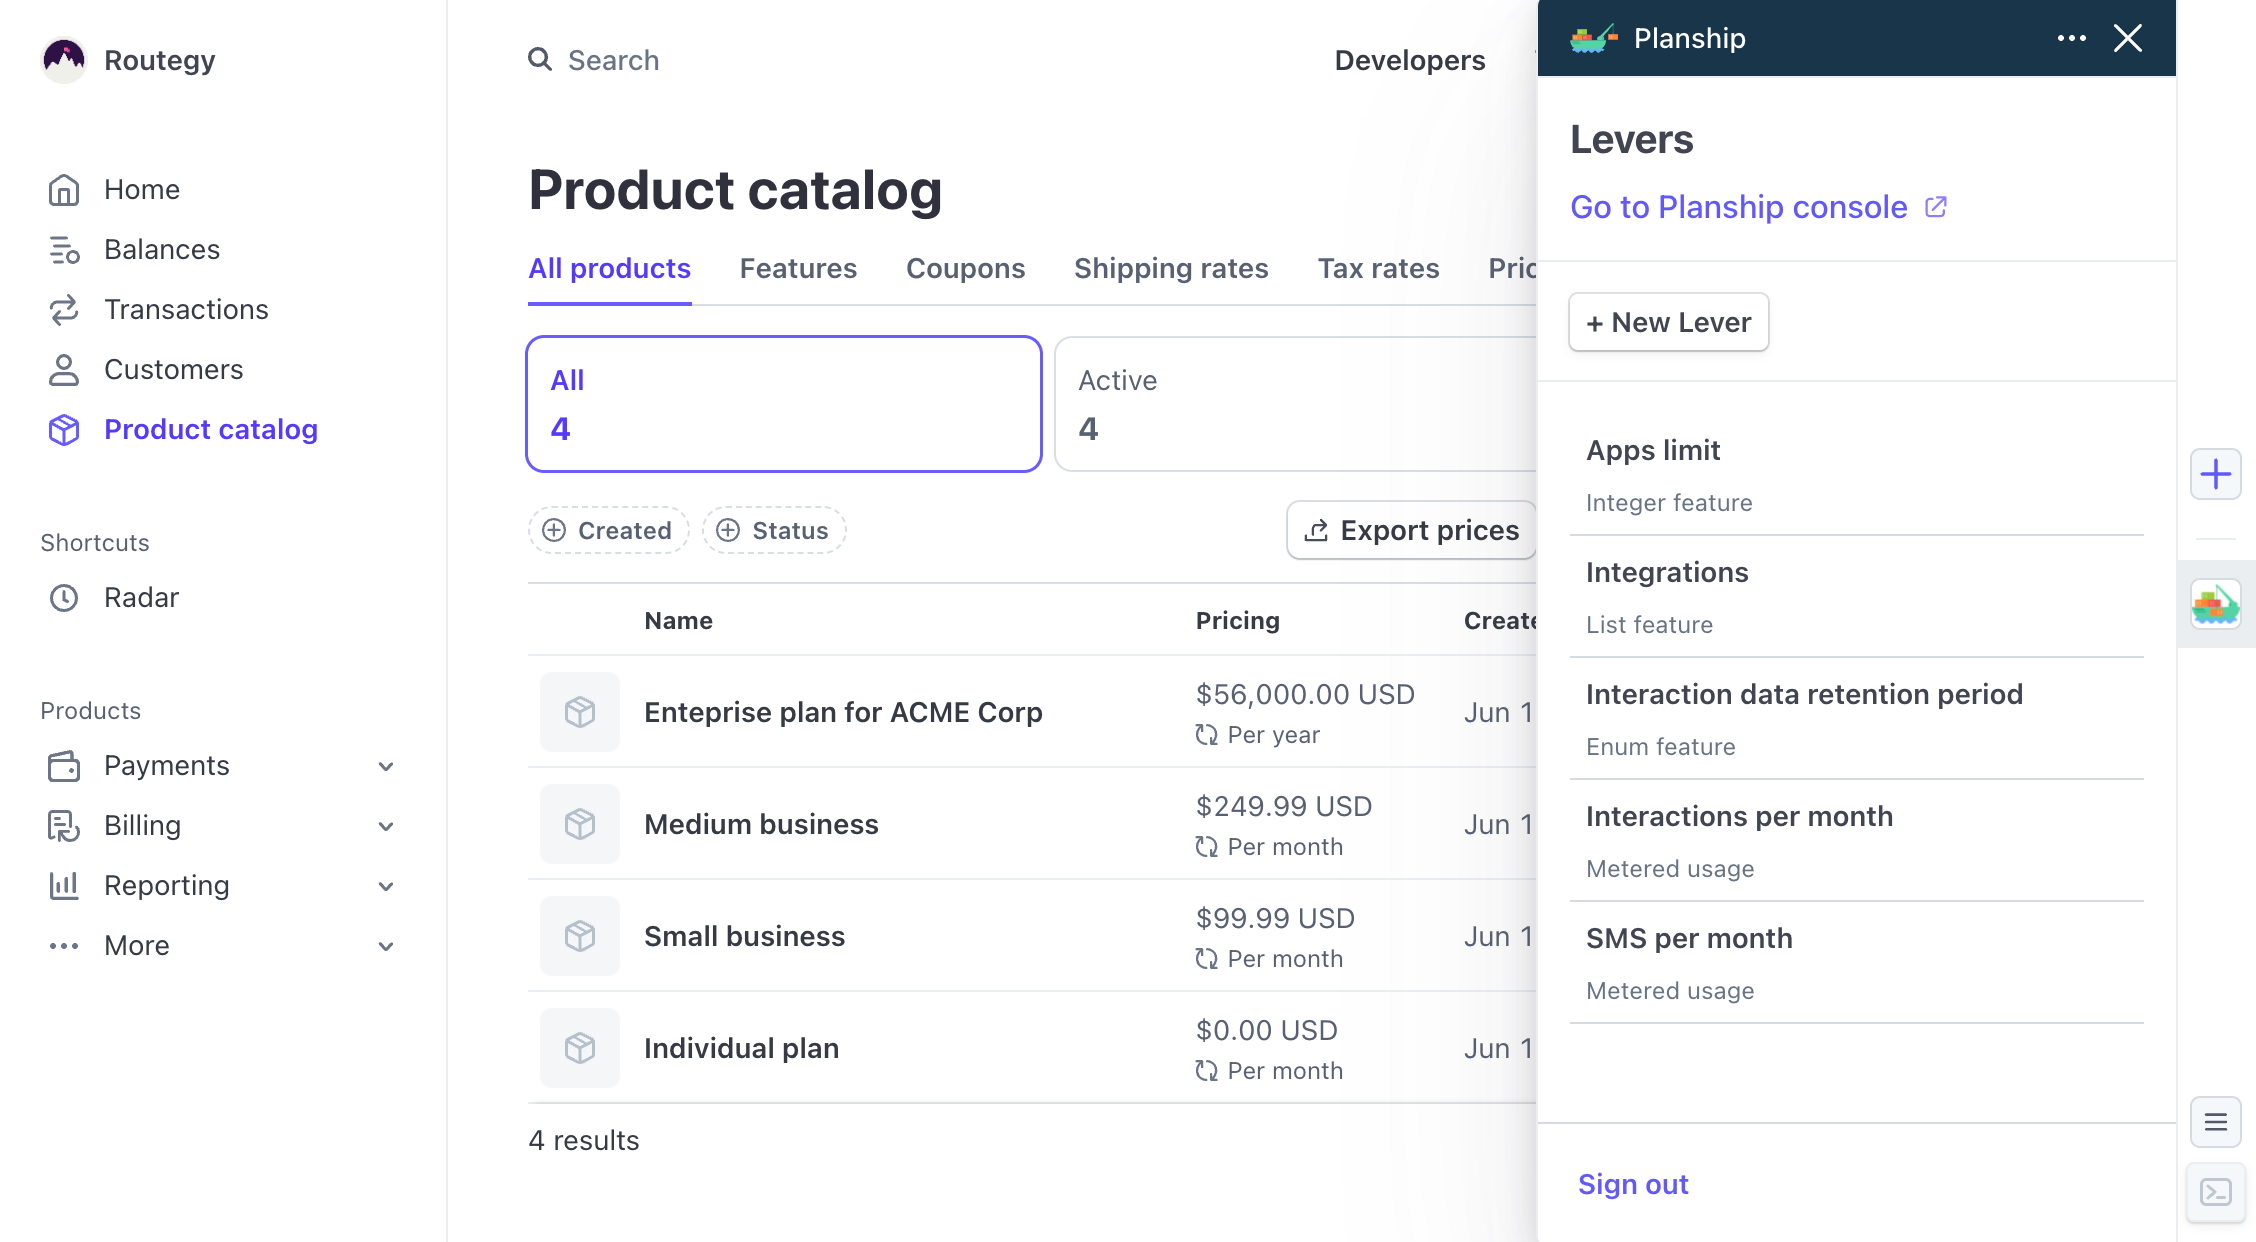 Routegy
Home
Balances
Transactions
Customers
Product catalog
Shortcuts
Radar
Products
Payments
Billing
Reporting
More
Search
Developers
Product catalog
All products Features Coupons Shipping rates Tax rates Pric
All
4
Active
4
Created Status Export prices
Name Pricing Create
Enteprise plan for ACME Corp $56,000.00 USD Jun 1
Per year
Medium business $249.99 USD Jun 1
Per month
Small business $99.99 USD Jun 1
Per month
Individual plan $0.00 USD Jun 1
Per month
4 results
Planship
Levers
Go to Planship console
+ New Lever
Apps limit
Integer feature
Integrations
List feature
Interaction data retention period
Enum feature
Interactions per month
Metered usage
SMS per month
Metered usage
Sign out